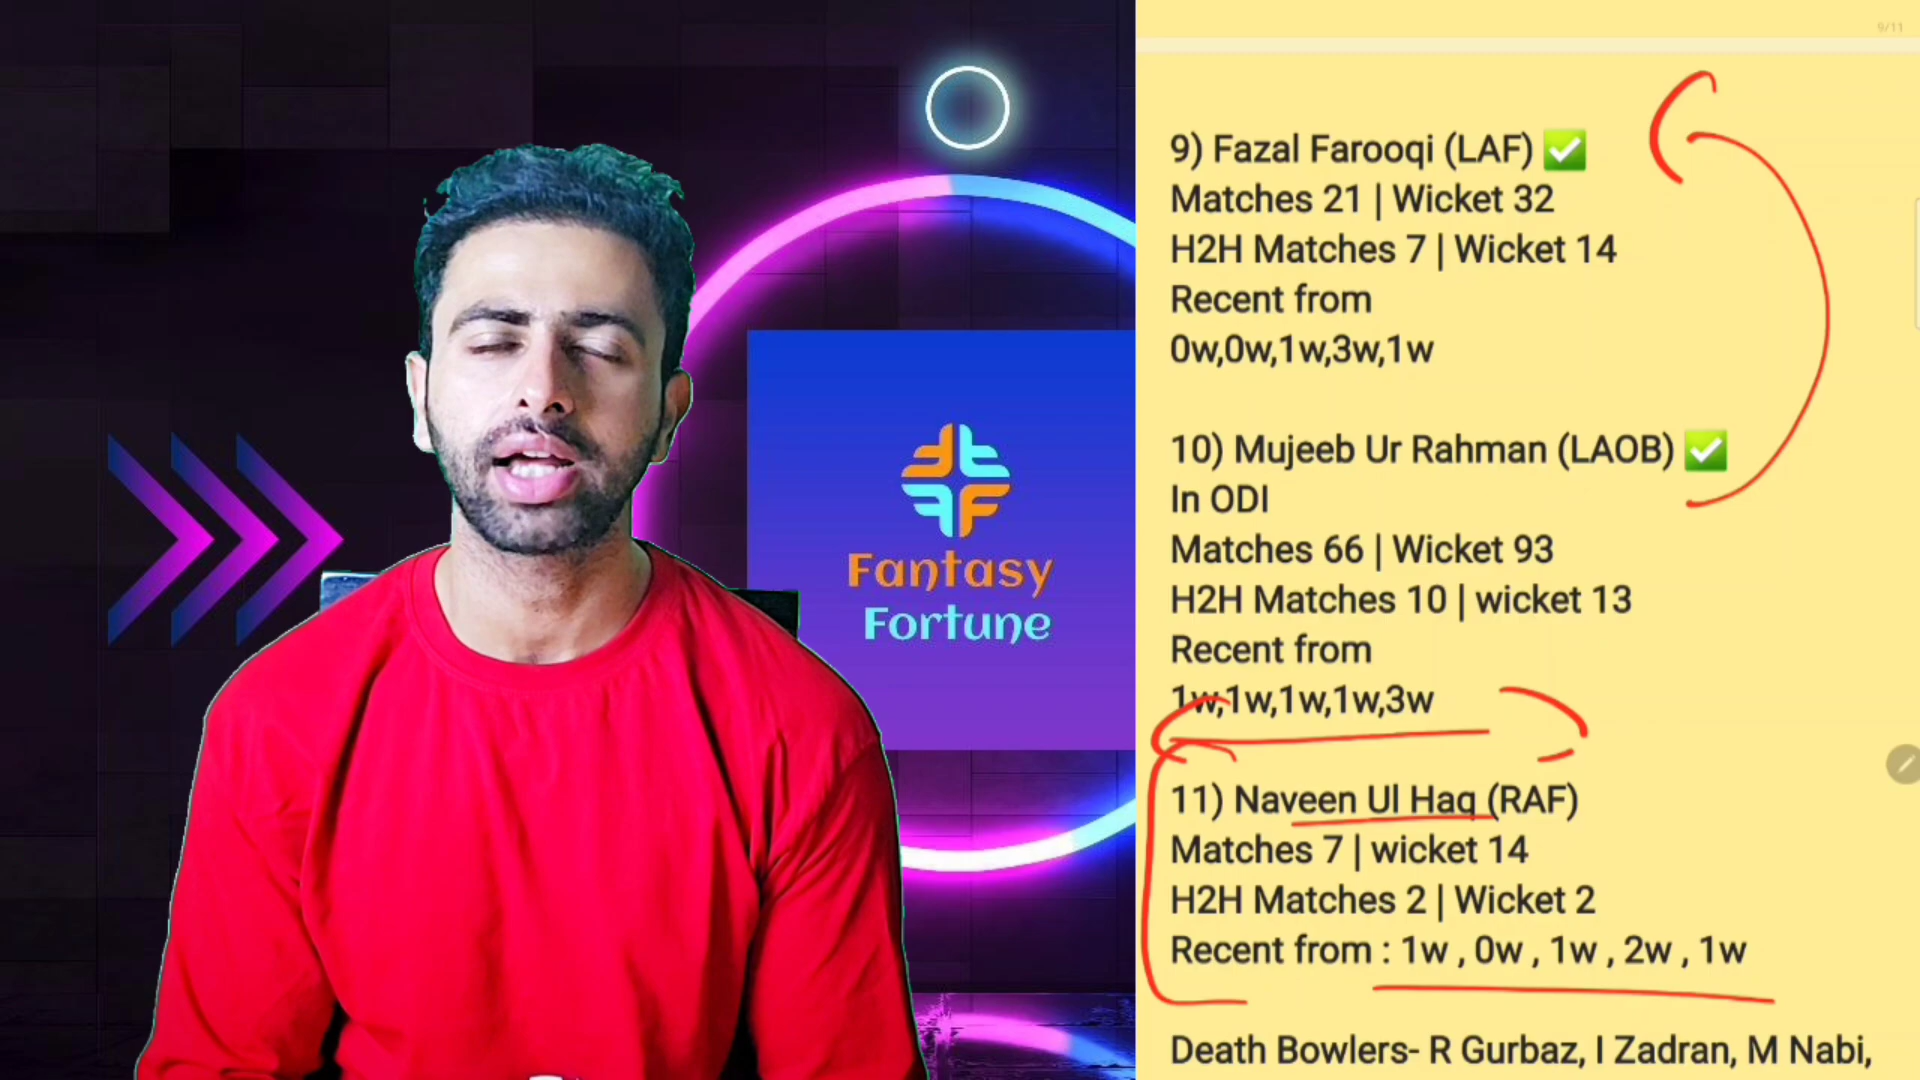 9/11
9) Fazal Farooqi (LAF) ✅
Matches 21 | Wicket 32
H2H Matches 7 | Wicket 14
Recent from
0w,0w,1w,3w,1w
10) Mujeeb Ur Rahman (LAOB) ✅
In ODI
Matches 66 | Wicket 93
H2H Matches 10 | wicket 13
Recent from
1w,1w,1w,1w,3w
11) Naveen Ul Haq (RAF)
Matches 7 | wicket 14
H2H Matches 2 | Wicket 2
Recent from : 1w , 0w , 1w , 2w , 1w
Death Bowlers- R Gurbaz, I Zadran, M Nabi,
Fantasy
Fortune